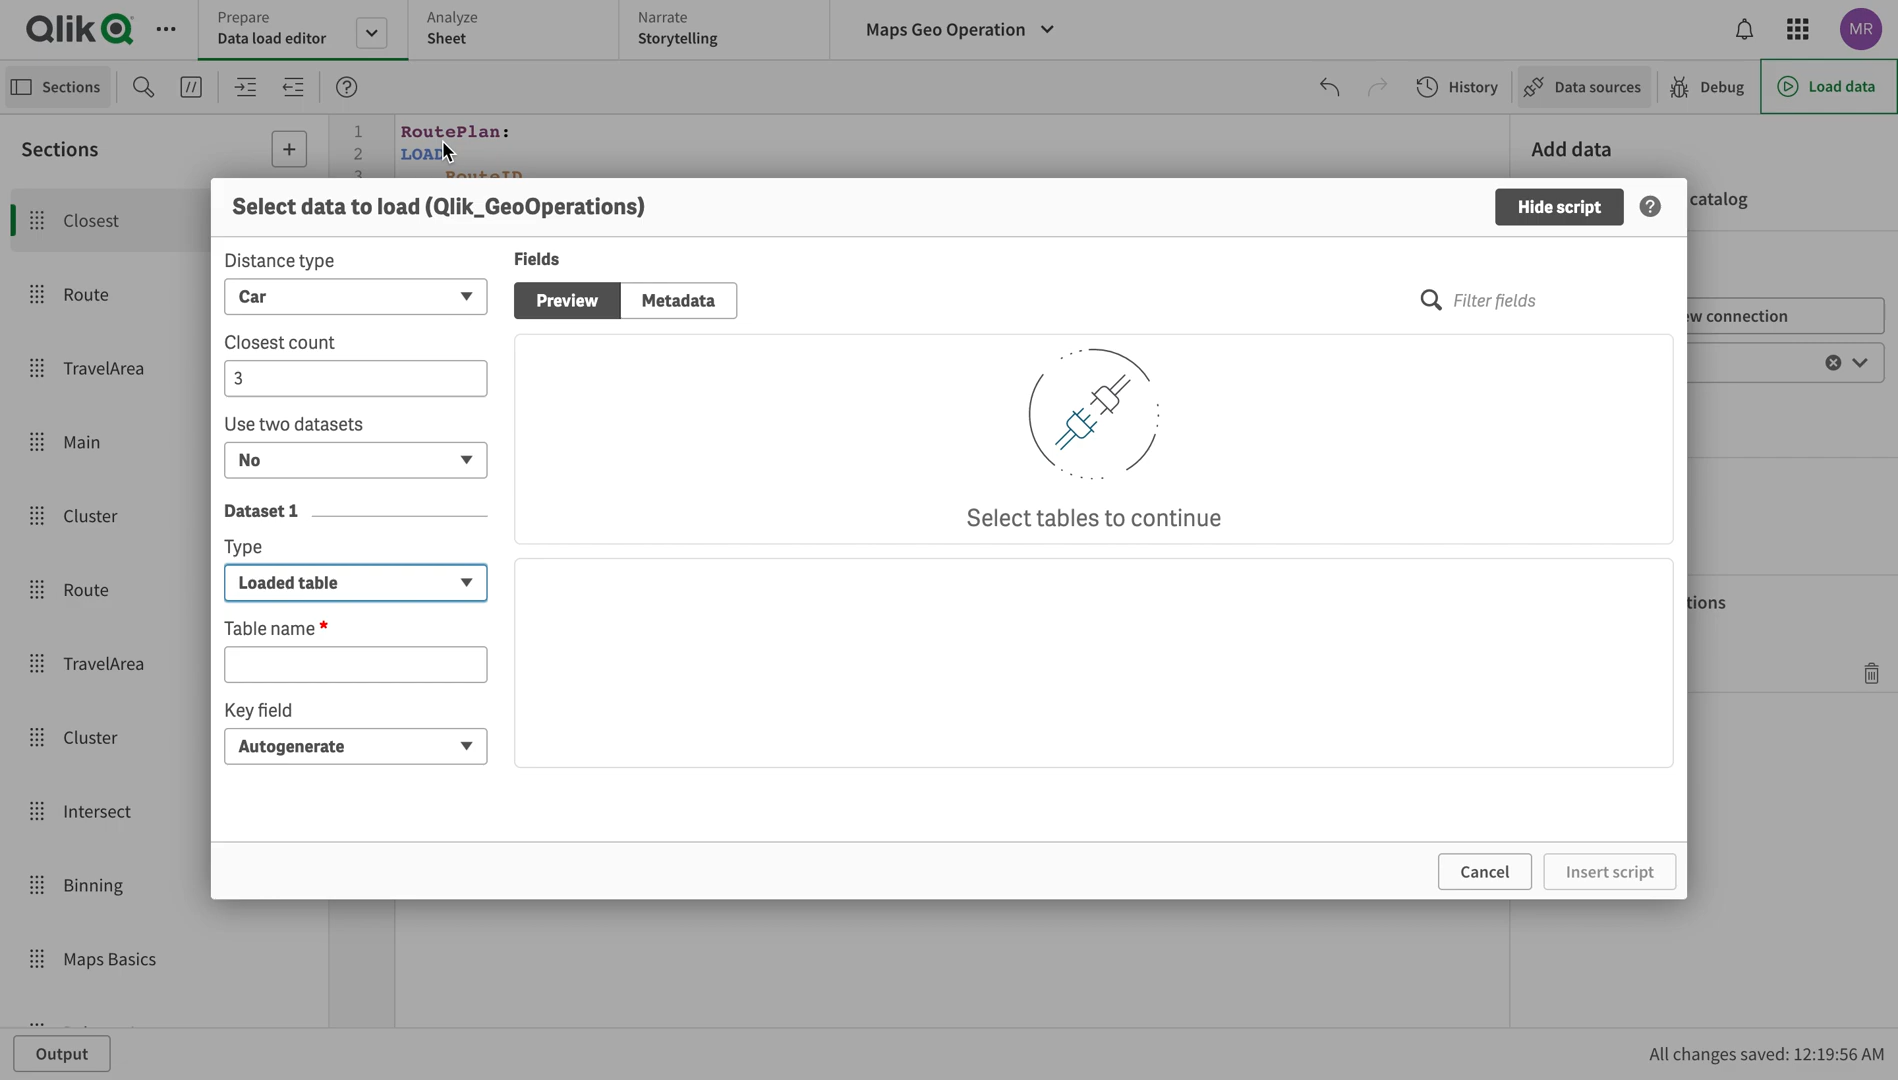 Qlik
Prepare
Data load editor
Analyze
Sheet
Narrate
Storytelling
Maps Geo Operation
MR
Sections
//
?
History
Data sources
Debug
Load data
Sections
+
1 RoutePlan:
2 LOAD
3 RouteID
Add data
catalog
Closest
Route
TravelArea
Main
Cluster
Route
TravelArea
Cluster
Intersect
Binning
Maps Basics
Select data to load (Qlik_GeoOperations)
Hide script
?
Distance type
Car
Closest count
3
Use two datasets
No
Dataset 1
Type
Loaded table
Table name *
Key field
Autogenerate
Fields
Preview
Metadata
Filter fields
Select tables to continue
Cancel
Insert script
ew connection
tions
Output
All changes saved: 12:19:56 AM